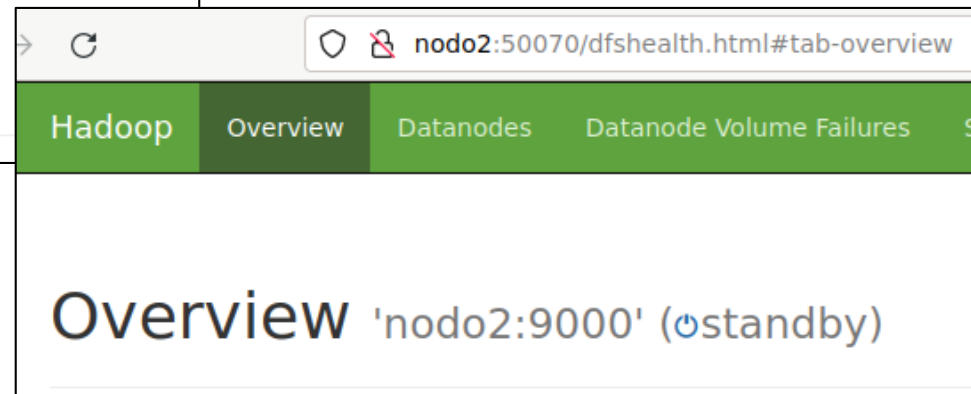 nodo2:50070/dfshealth.html#tab-overview
Hadoop Overview Datanodes Datanode Volume Failures
Overview 'nodo2:9000' (standby)